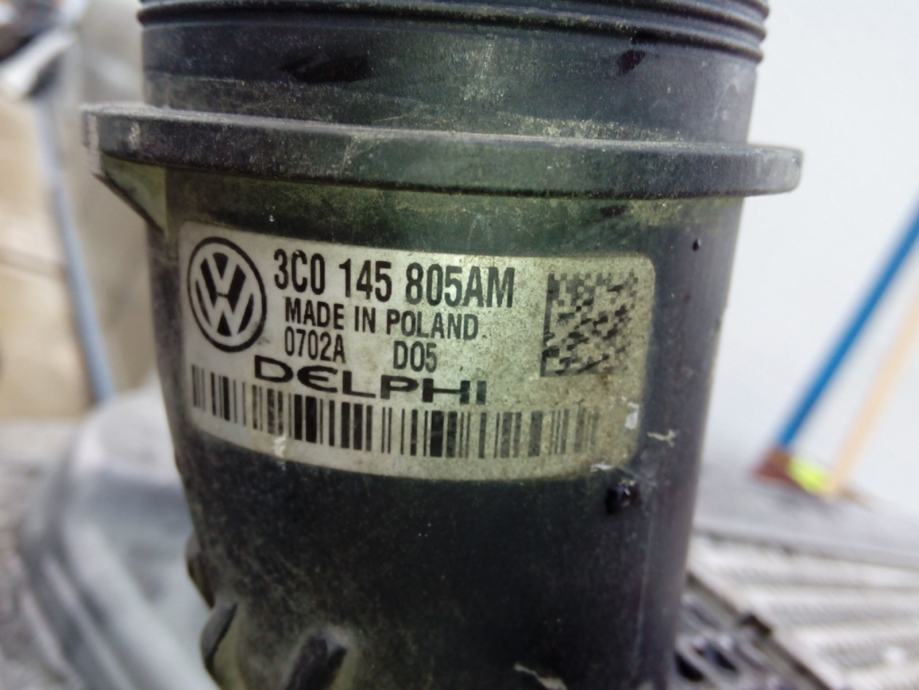 3C0 145 805AM
MADE IN POLAND
0702A D05
DELPHI